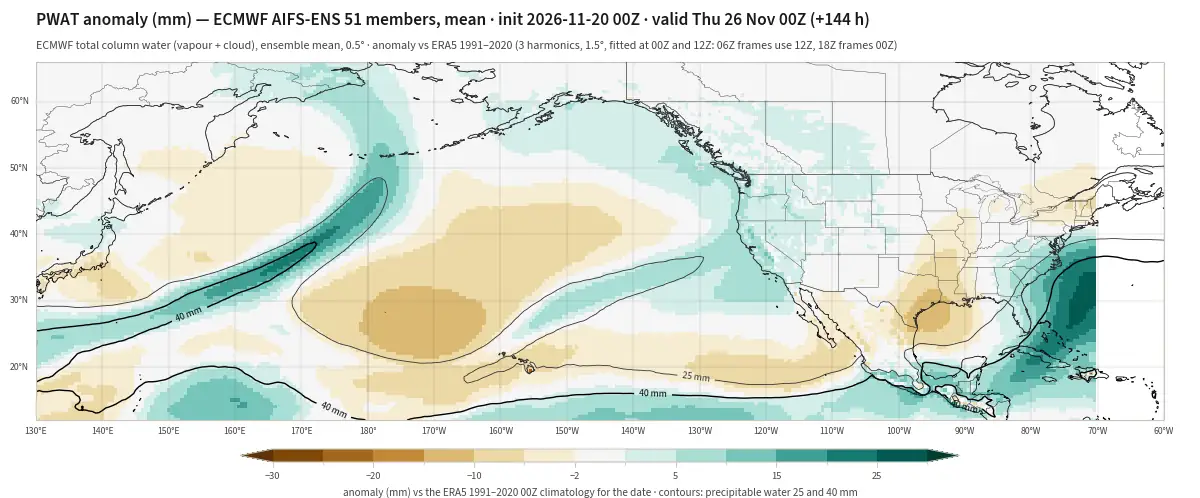 PWAT anomaly (mm) — ECMWF AIFS-ENS 51 members, mean · init 2026-11-20 00Z · valid Thu 26 Nov 00Z (+144 h)
ECMWF total column water (vapour + cloud), ensemble mean, 0.5° · anomaly vs ERA5 1991–2020 (3 harmonics, 1.5°, fitted at 00Z and 12Z: 06Z frames use 12Z, 18Z frames 00Z)
60°N
50°N
40°N
30°N
40 mm
20°N
25 mm
40 mm
40 mm
130°E 140°E 150°E 160°E 170°E 180° 170°W 160°W 150°W 140°W 130°W 120°W 110°W 100°W 90°W 80°W 70°W 60°W
−30 −20 −10 −2 5 15 25
anomaly (mm) vs the ERA5 1991–2020 00Z climatology for the date · contours: precipitable water 25 and 40 mm